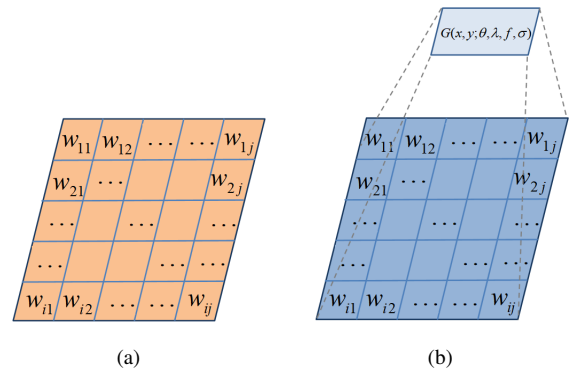 G(x, y; θ, λ, f, σ)
w11 w12 ... ... w1j
w21 ... w2j
... ... ...
... ... ...
wi1 wi2 ... ... wij
w11 w12 ... ... w1j
w21 ... w2j
... ... ...
... ... ...
wi1 wi2 ... ... wij
(a)
(b)